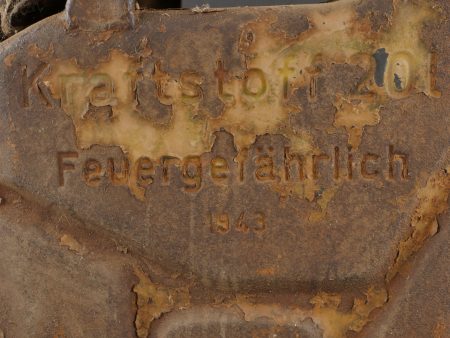 Kraftstoff 20l
Feuergefährlich
1943